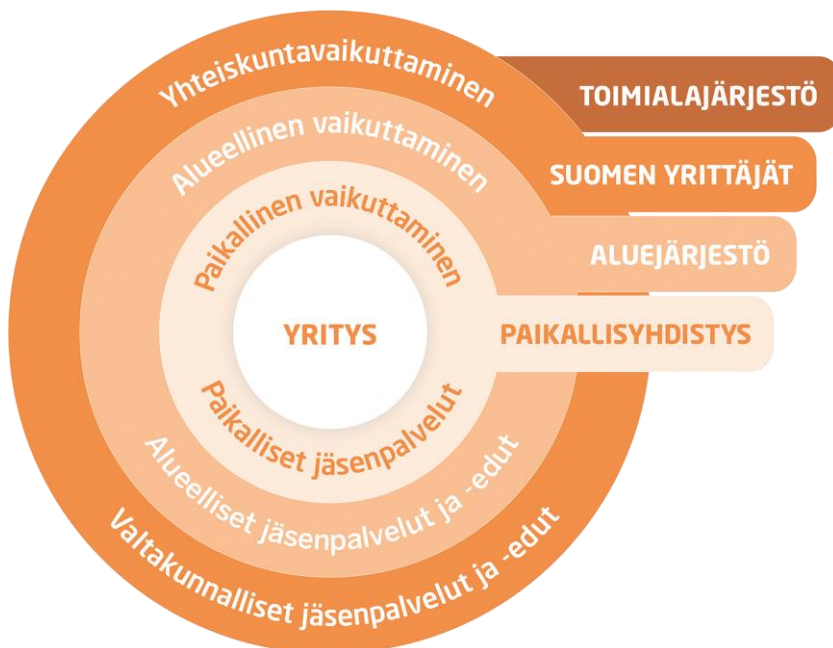 Yhteiskuntavaikuttaminen
TOIMIALAJÄRJESTÖ
Alueellinen vaikuttaminen
SUOMEN YRITTÄJÄT
Paikallinen vaikuttaminen
ALUEJÄRJESTÖ
YRITYS
PAIKALLISYHDISTYS
Paikalliset jäsenpalvelut
Alueelliset jäsenpalvelut ja -edut
Valtakunnalliset jäsenpalvelut ja -edut